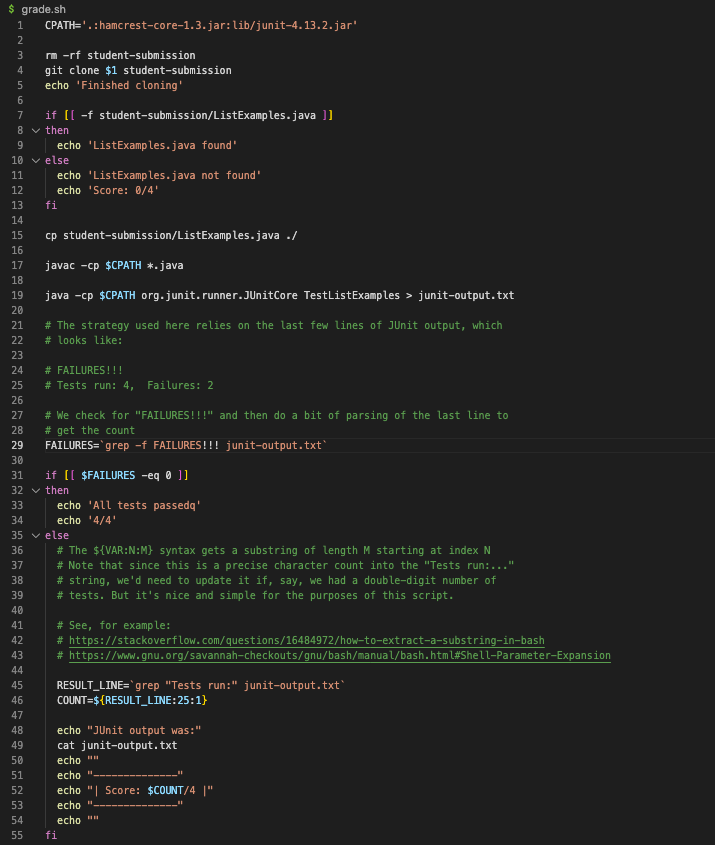 $ grade.sh
1 CPATH='.:hamcrest-core-1.3.jar:lib/junit-4.13.2.jar'
2
3 rm -rf student-submission
4 git clone $1 student-submission
5 echo 'Finished cloning'
6
7 if [[ -f student-submission/ListExamples.java ]]
8 then
9 echo 'ListExamples.java found'
10 else
11 echo 'ListExamples.java not found'
12 echo 'Score: 0/4'
13 fi
14
15 cp student-submission/ListExamples.java ./
16
17 javac -cp $CPATH *.java
18
19 java -cp $CPATH org.junit.runner.JUnitCore TestListExamples > junit-output.txt
20
21 # The strategy used here relies on the last few lines of JUnit output, which
22 # looks like:
23
24 # FAILURES!!!
25 # Tests run: 4,  Failures: 2
26
27 # We check for "FAILURES!!!" and then do a bit of parsing of the last line to
28 # get the count
29 FAILURES=`grep -f FAILURES!!! junit-output.txt`
30
31 if [[ $FAILURES -eq 0 ]]
32 then
33 echo 'All tests passedq'
34 echo '4/4'
35 else
36 # The ${VAR:N:M} syntax gets a substring of length M starting at index N
37 # Note that since this is a precise character count into the "Tests run:..."
38 # string, we'd need to update it if, say, we had a double-digit number of
39 # tests. But it's nice and simple for the purposes of this script.
40
41 # See, for example:
42 # https://stackoverflow.com/questions/16484972/how-to-extract-a-substring-in-bash
43 # https://www.gnu.org/savannah-checkouts/gnu/bash/manual/bash.html#Shell-Parameter-Expansion
44
45 RESULT_LINE=`grep "Tests run:" junit-output.txt`
46 COUNT=${RESULT_LINE:25:1}
47
48 echo "JUnit output was:"
49 cat junit-output.txt
50 echo ""
51 echo "--------------"
52 echo "| Score: $COUNT/4 |"
53 echo "--------------"
54 echo ""
55 fi